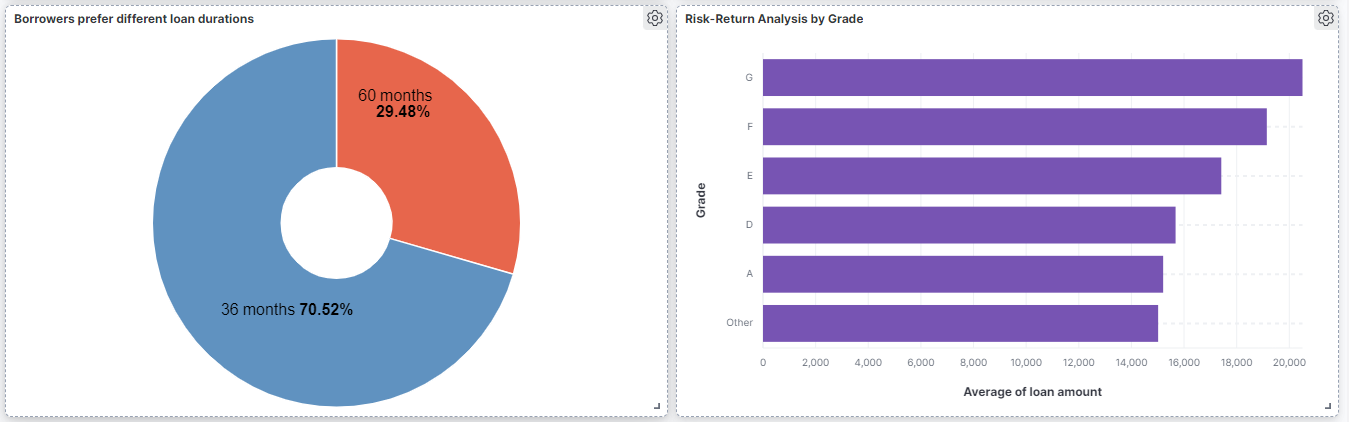 Borrowers prefer different loan durations
60 months
29.48%
36 months 70.52%
Risk-Return Analysis by Grade
Grade
G
F
E
D
A
Other
0 2,000 4,000 6,000 8,000 10,000 12,000 14,000 16,000 18,000 20,000
Average of loan amount